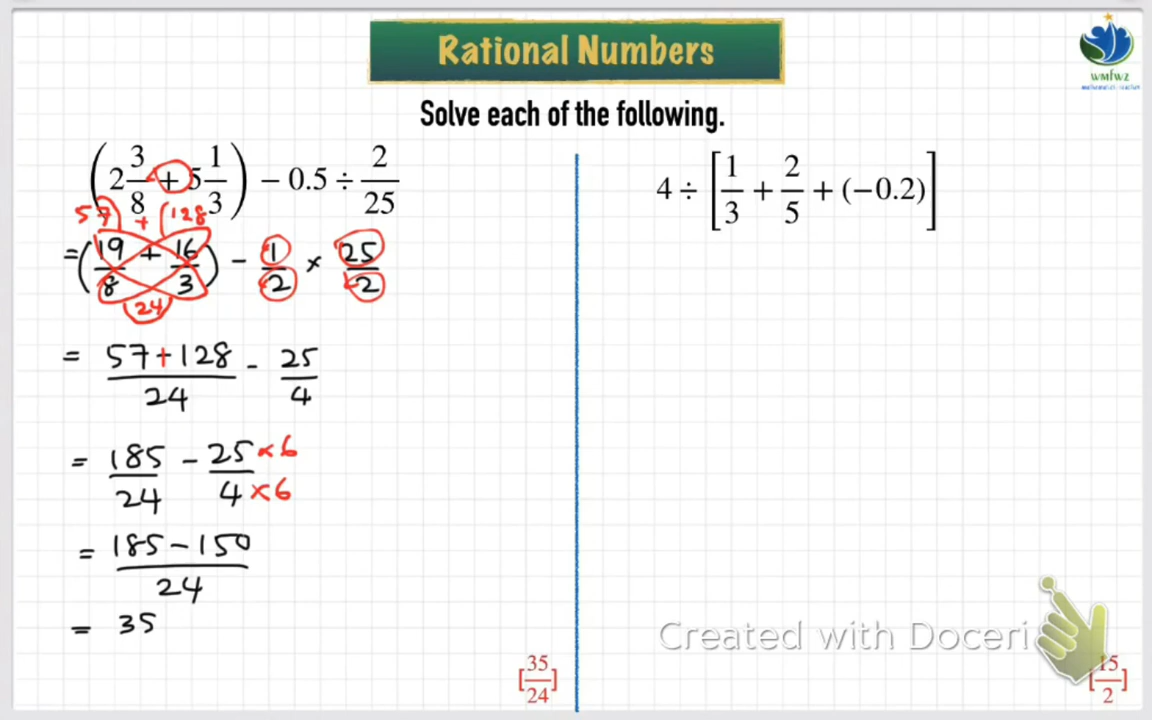 Rational Numbers
WMFWZ
Solve each of the following.
(2 3/8 + 5 1/3) − 0.5 ÷ 2/25
57 + 128
= (19/8 + 16/3) - 1/2 × 25/2
24
= (57+128)/24 - 25/4
= 185/24 - 25/4 ×6 ×6
= (185-150)/24
= 35
[35/24]
4 ÷ [1/3 + 2/5 + (−0.2)]
Created with Doceri
[15/2]